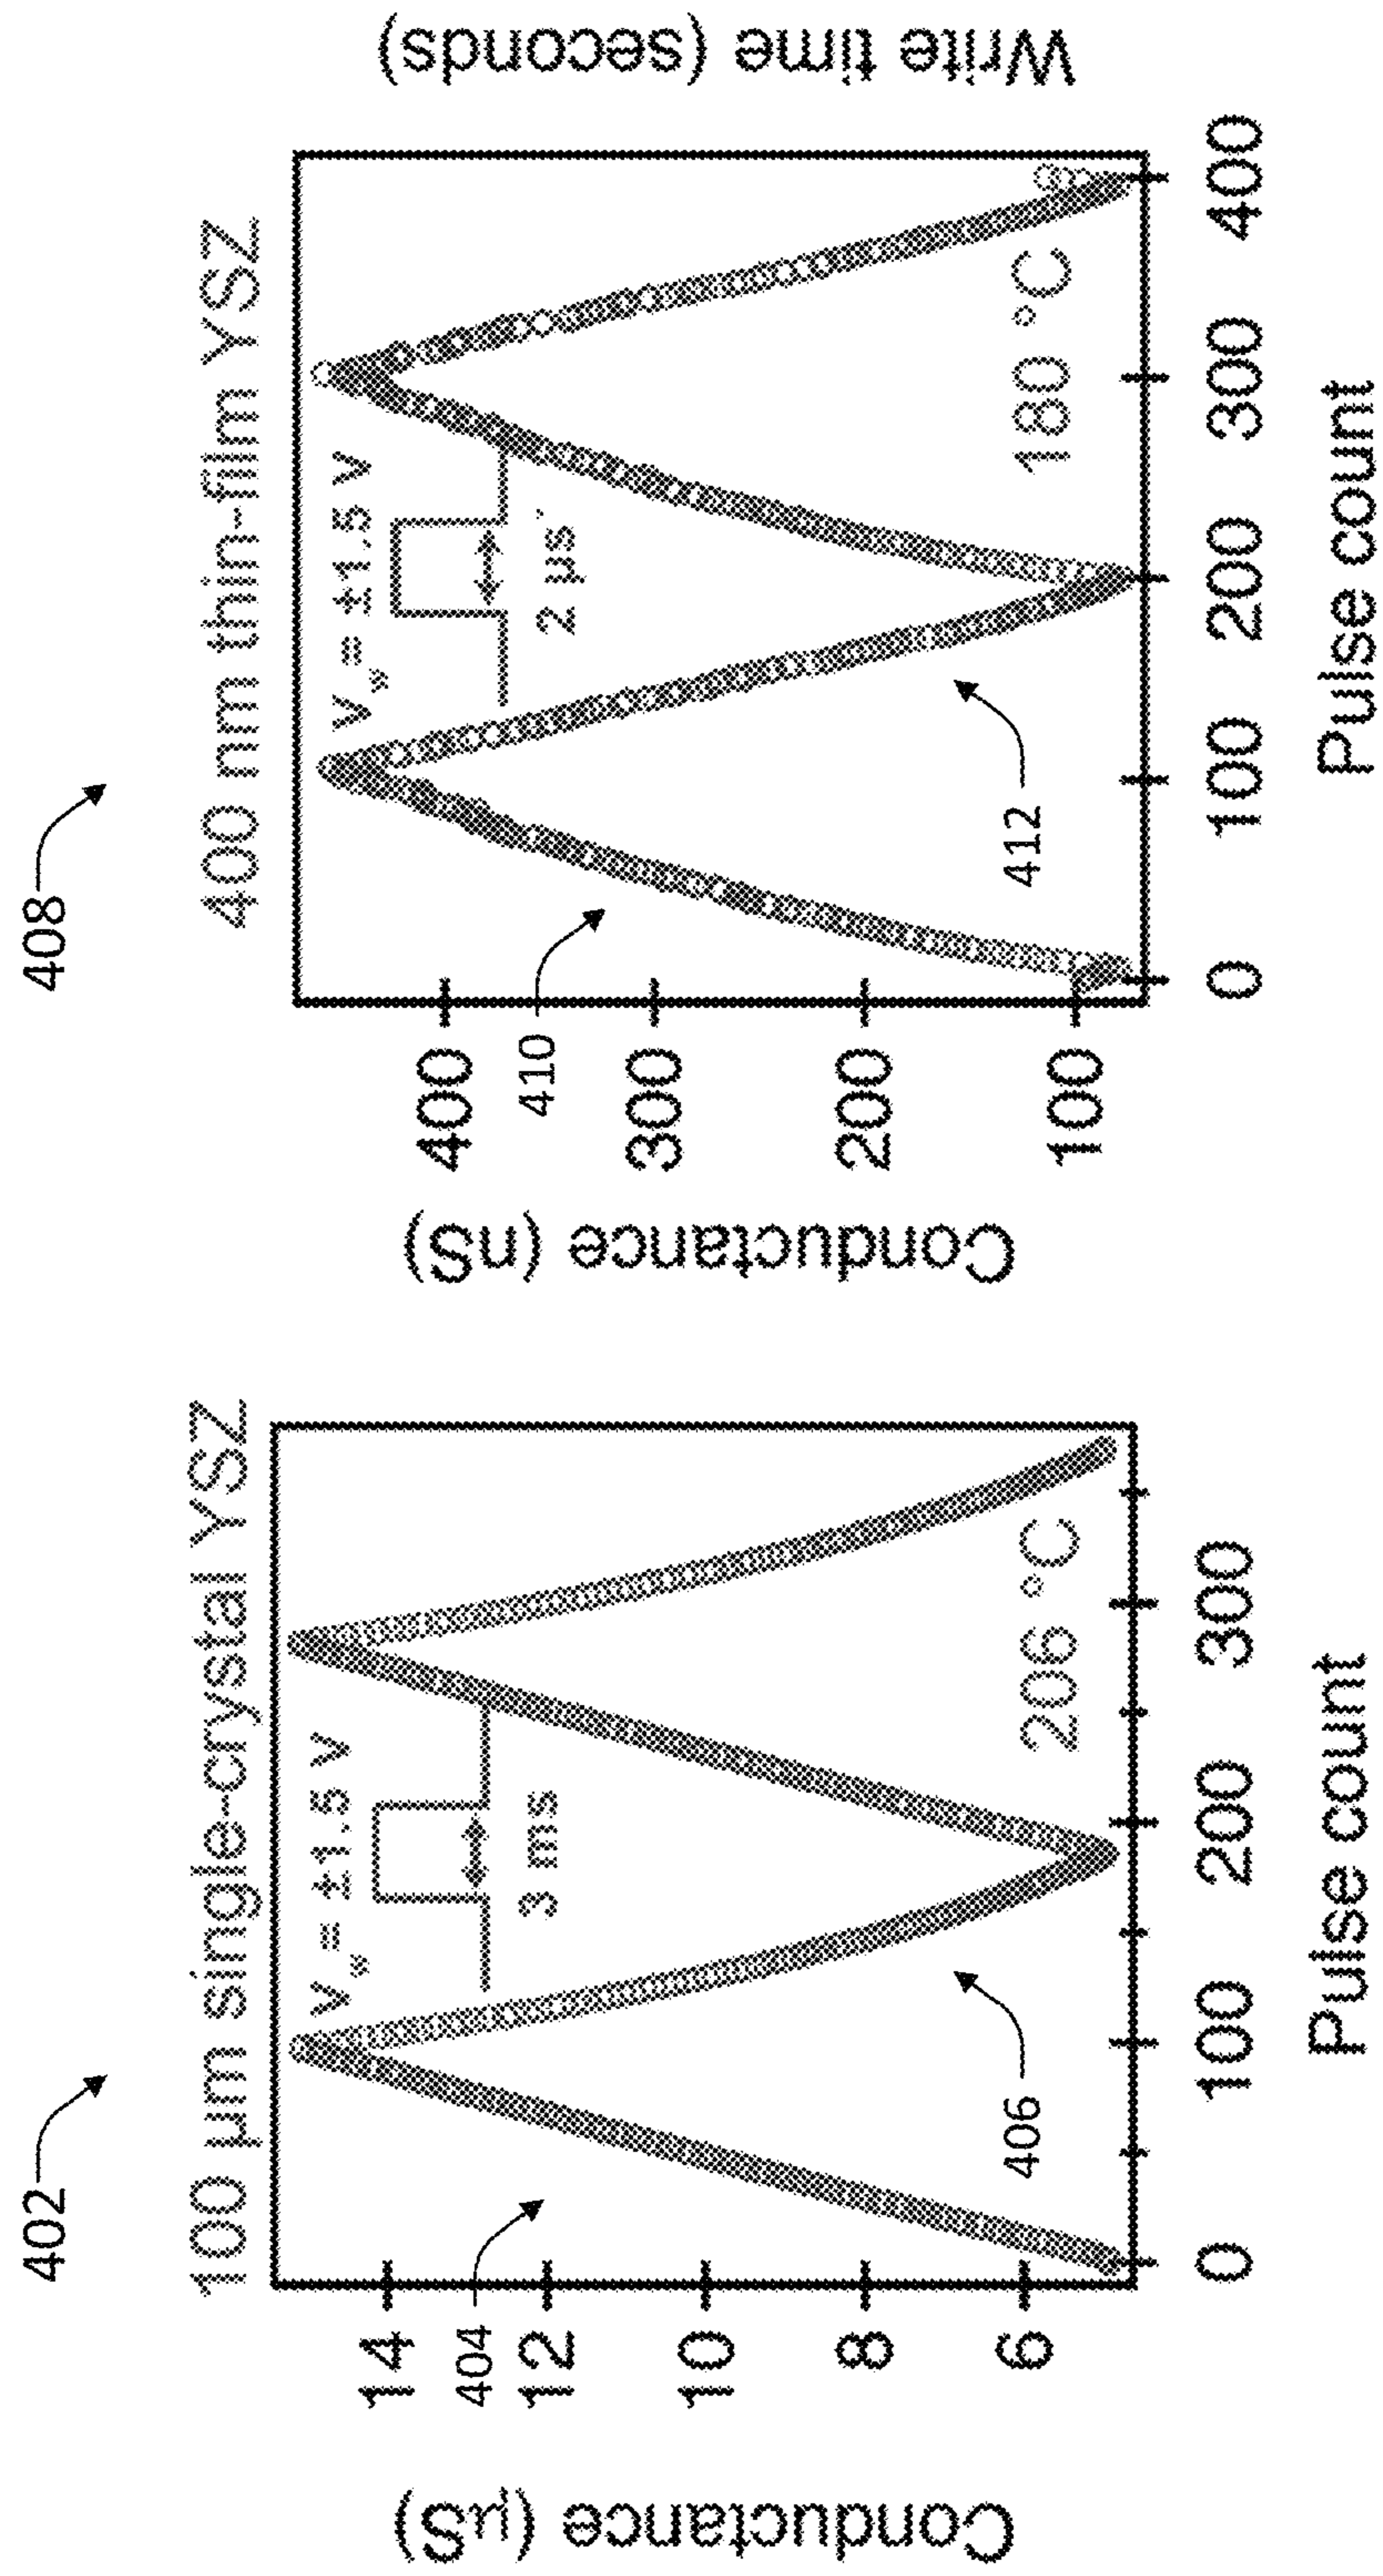 402
100 µm single-crystal YSZ
Conductance (µS)
14
12
10
8
6
404
V_w = ±1.5 V
3 ms
406
206 °C
0
100
200
300
Pulse count
408
400 nm thin-film YSZ
Conductance (nS)
400
300
200
100
410
V_w = ±1.5 V
2 µs
412
180 °C
0
100
200
300
400
Pulse count
Write time (seconds)